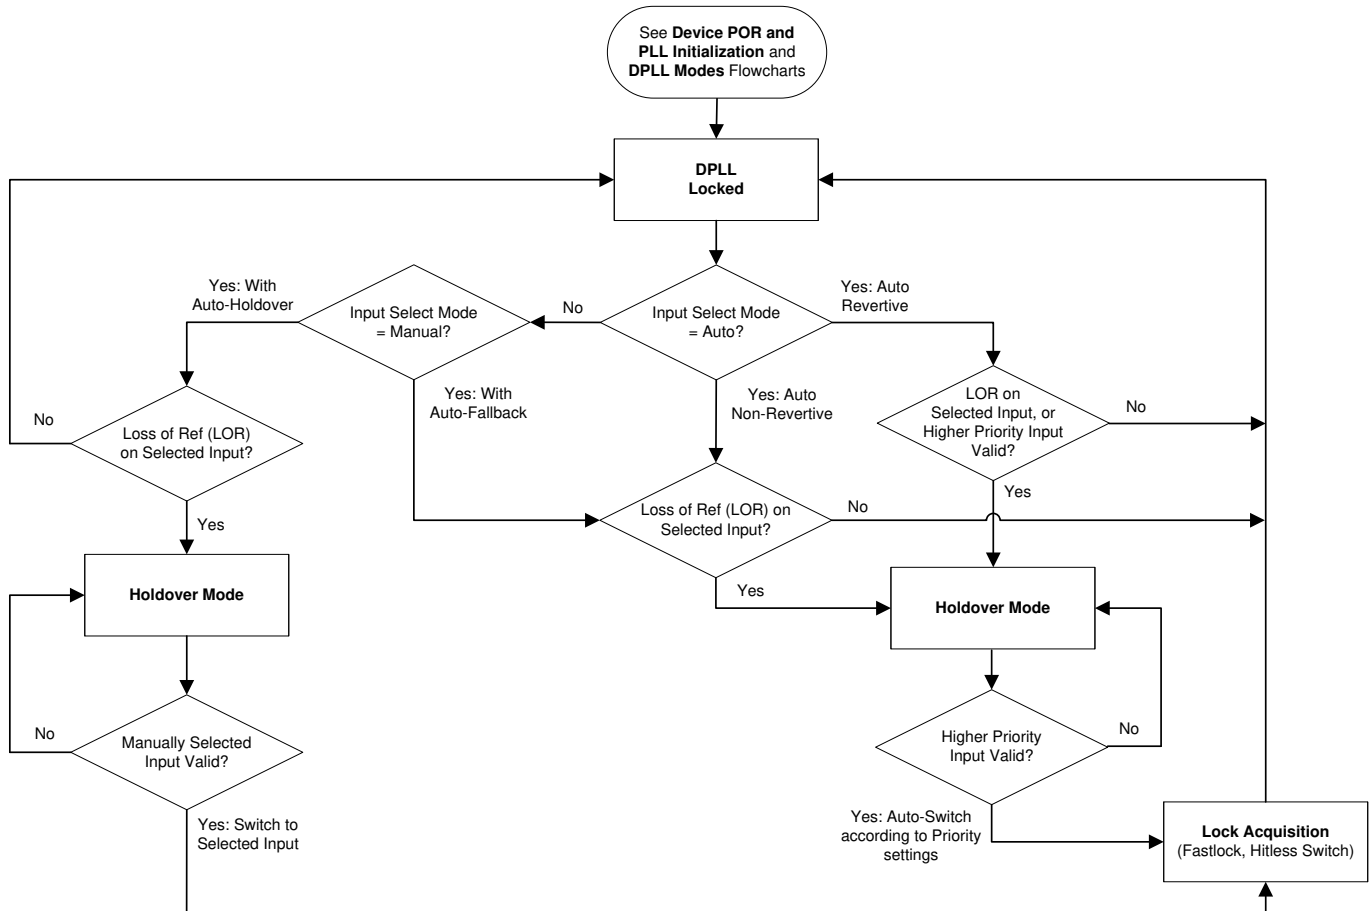 See Device POR and
PLL Initialization and
DPLL Modes Flowcharts
DPLL
Locked
Yes: With
Auto-Holdover
Input Select Mode
= Manual?
No
Input Select Mode
= Auto?
Yes: Auto
Revertive
No
Loss of Ref (LOR)
on Selected Input?
Yes: With
Auto-Fallback
Yes: Auto
Non-Revertive
LOR on
Selected Input, or
Higher Priority Input
Valid?
No
Yes
Loss of Ref (LOR) on
Selected Input?
No
Yes
Holdover Mode
Yes
Holdover Mode
No
Manually Selected
Input Valid?
Higher Priority
Input Valid?
No
Yes: Switch to
Selected Input
Yes: Auto-Switch
according to Priority
settings
Lock Acquisition
(Fastlock, Hitless Switch)